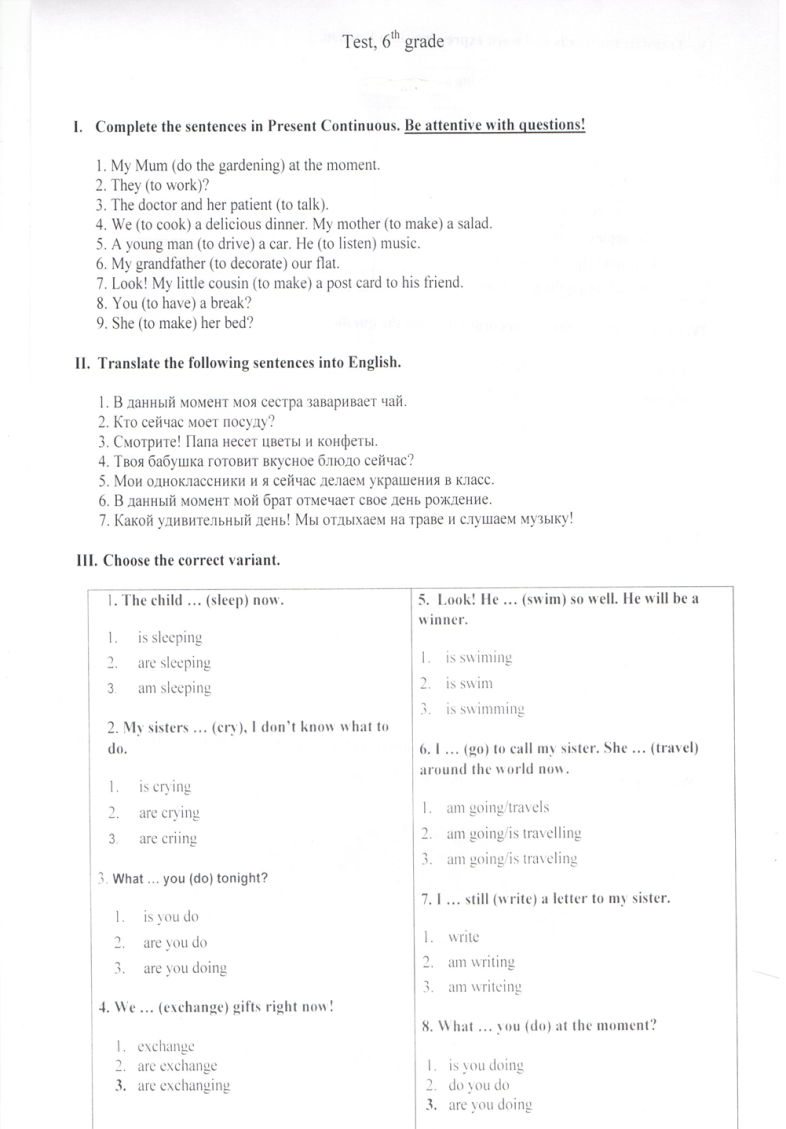 Test, 6th grade
I. Complete the sentences in Present Continuous. Be attentive with questions!
1. My Mum (do the gardening) at the moment.
2. They (to work)?
3. The doctor and her patient (to talk).
4. We (to cook) a delicious dinner. My mother (to make) a salad.
5. A young man (to drive) a car. He (to listen) music.
6. My grandfather (to decorate) our flat.
7. Look! My little cousin (to make) a post card to his friend.
8. You (to have) a break?
9. She (to make) her bed?
II. Translate the following sentences into English.
1. В данный момент моя сестра заваривает чай.
2. Кто сейчас моет посуду?
3. Смотрите! Папа несет цветы и конфеты.
4. Твоя бабушка готовит вкусное блюдо сейчас?
5. Мои одноклассники и я сейчас делаем украшения в класс.
6. В данный момент мой брат отмечает свое день рождение.
7. Какой удивительный день! Мы отдыхаем на траве и слушаем музыку!
III. Choose the correct variant.
1. The child … (sleep) now.
1. is sleeping
2. are sleeping
3. am sleeping
2. My sisters … (cry), I don't know what to
do.
1. is crying
2. are crying
3. are criing
3. What … you (do) tonight?
1. is you do
2. are you do
3. are you doing
4. We … (exchange) gifts right now!
1. exchange
2. are exchange
3. are exchanging
5. Look! He … (swim) so well. He will be a
winner.
1. is swiming
2. is swim
3. is swimming
6. I … (go) to call my sister. She … (travel)
around the world now.
1. am going/travels
2. am going/is travelling
3. am going/is traveling
7. I … still (write) a letter to my sister.
1. write
2. am writing
3. am writeing
8. What … you (do) at the moment?
1. is you doing
2. do you do
3. are you doing